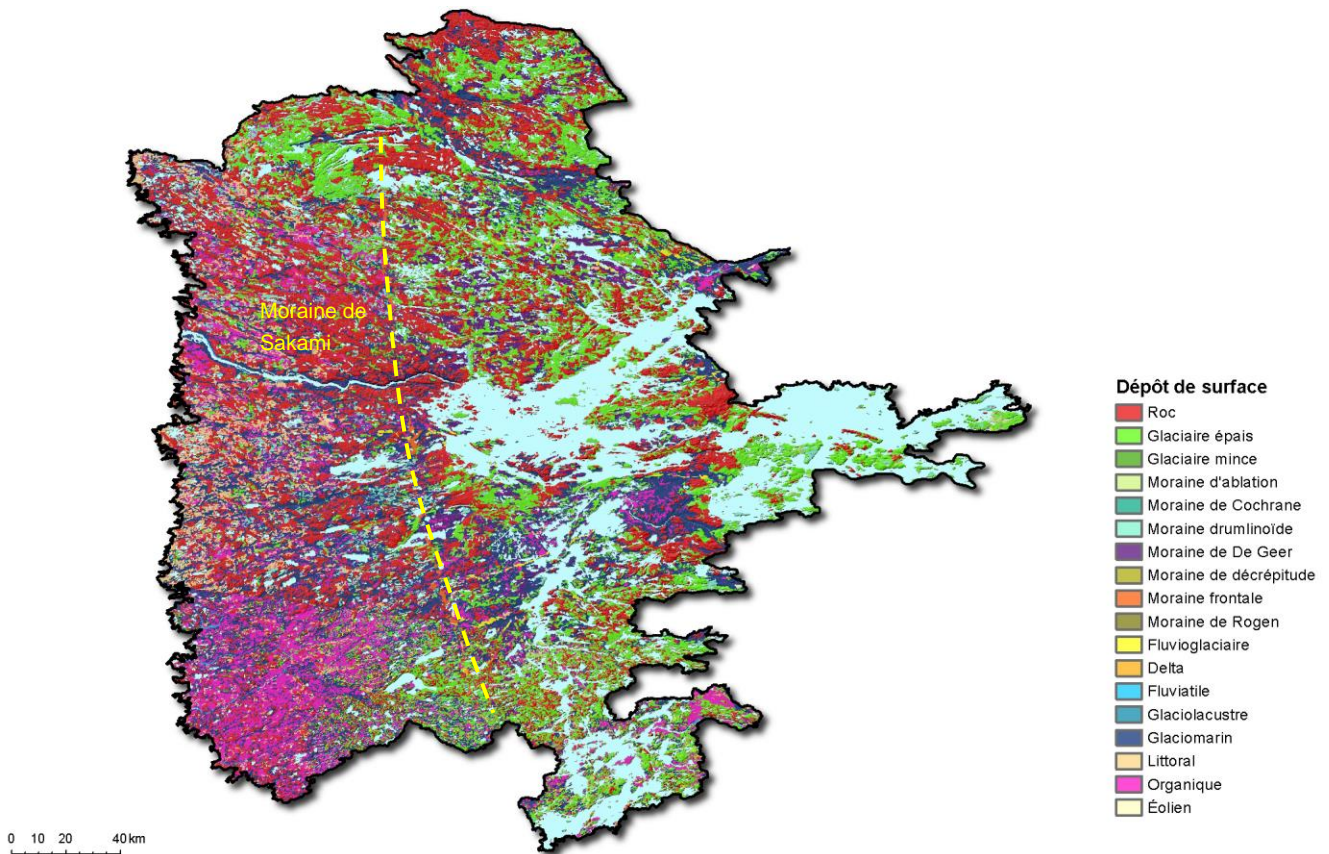 Moraine de
Sakami
Dépôt de surface
Roc
Glaciaire épais
Glaciaire mince
Moraine d'ablation
Moraine de Cochrane
Moraine drumlinoïde
Moraine de De Geer
Moraine de décrépitude
Moraine frontale
Moraine de Rogen
Fluvioglaciaire
Delta
Fluviatile
Glaciolacustre
Glaciomarin
Littoral
Organique
Éolien
0 10 20 40 km